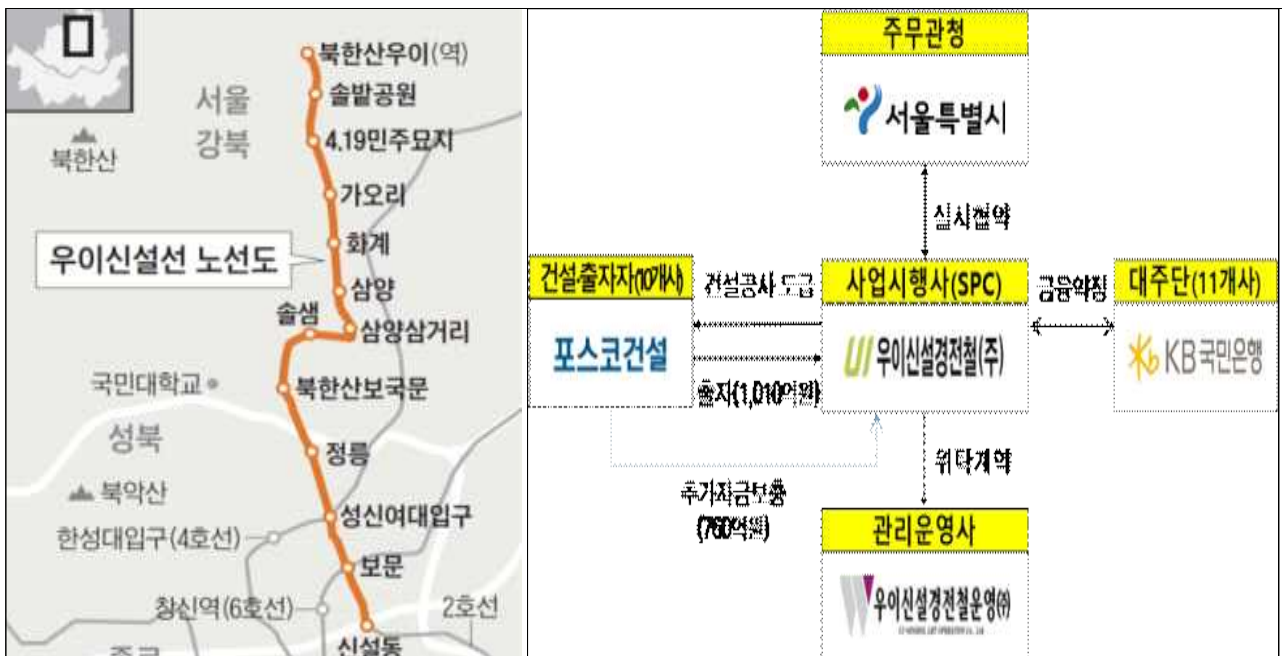 북한산우이(역)
솔밭공원
서울
강북
4.19민주묘지
북한산
가오리
화계
우이신설선 노선도
삼양
솔샘
삼양삼거리
국민대학교
북한산보국문
성북
정릉
북악산
성신여대입구
한성대입구(4호선)
보문
창신역(6호선)
2호선
신설동
주무관청
서울특별시
실시협약
건설·출자자(10개사)
포스코건설
건설공사 도급
출자(1,010억원)
사업시행사(SPC)
우이신설경전철(주)
금융약정
대주단(11개사)
KB국민은행
추가자금보충
(760억원)
위탁계약
관리운영사
우이신설경전철운영㈜